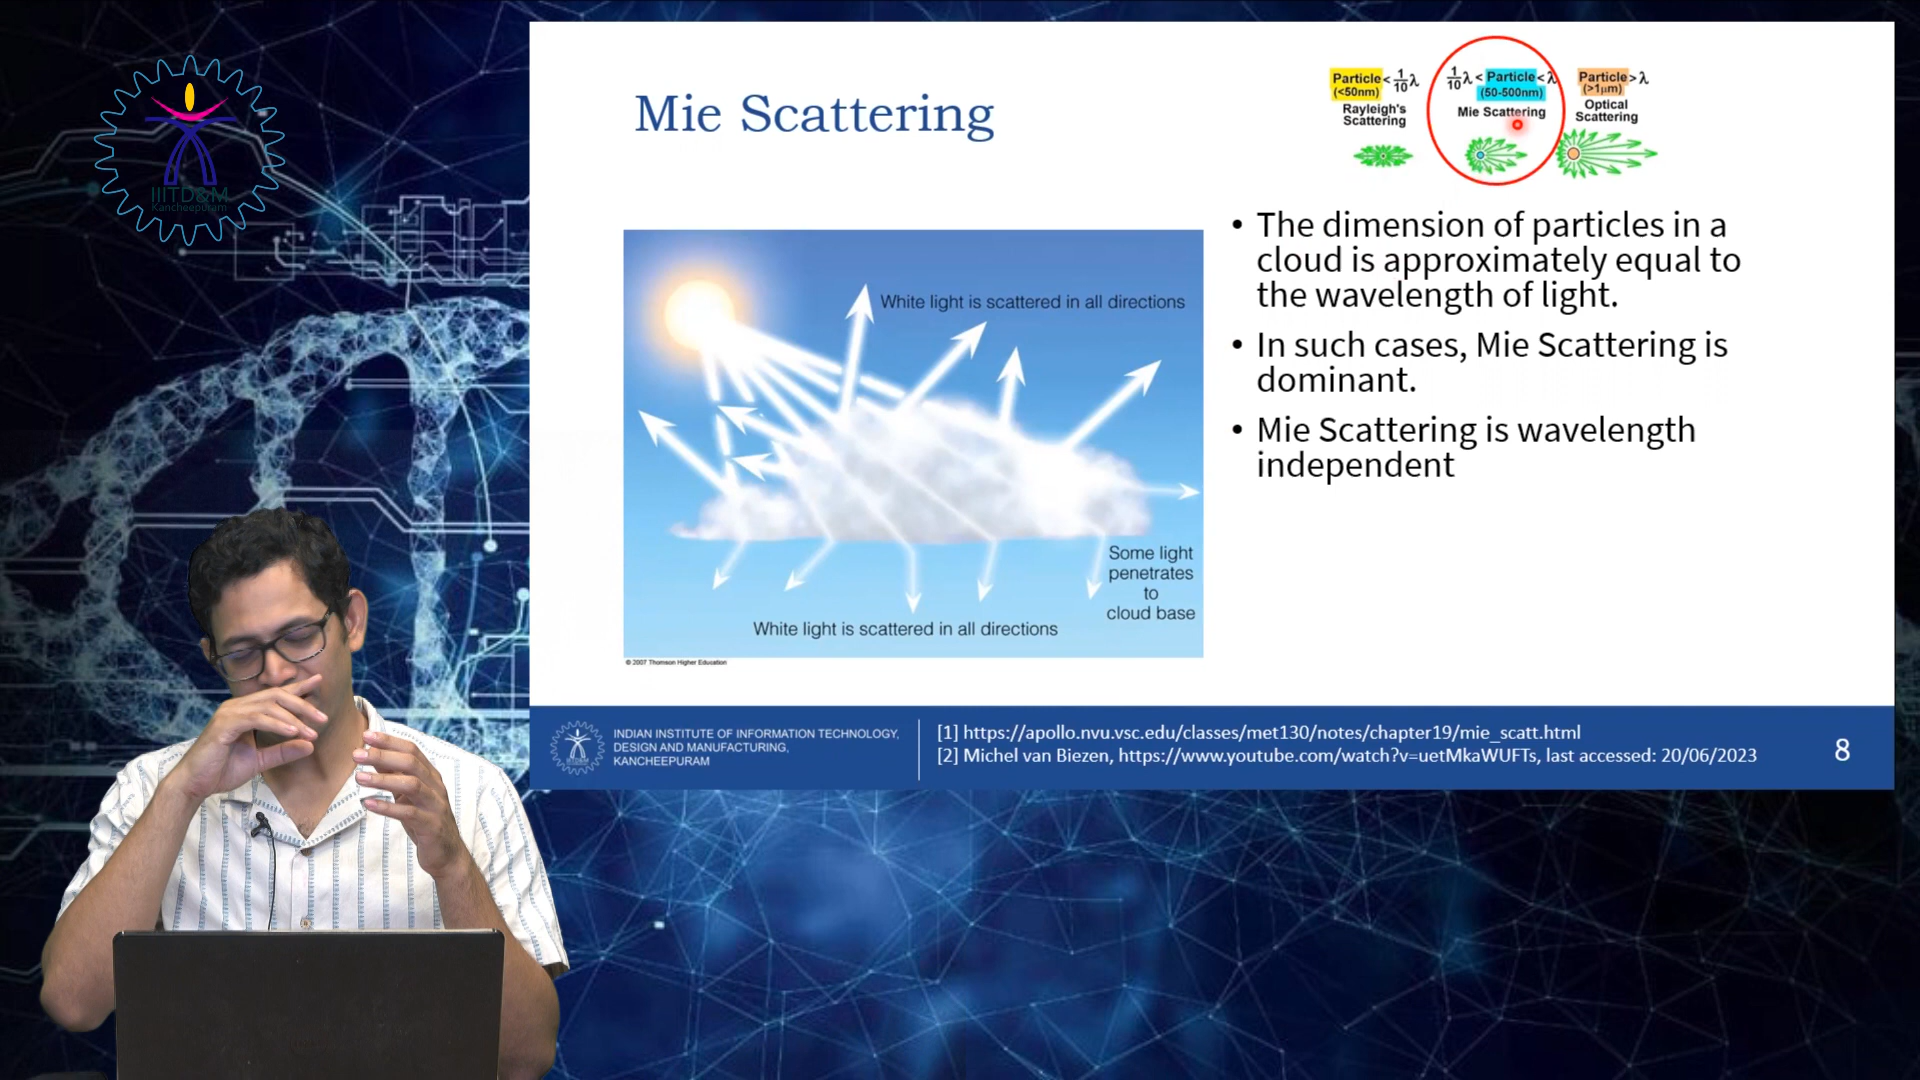 IIITD&M
Kancheepuram
Mie Scattering
Particle < 1/10 λ
(<50nm)
Rayleigh's
Scattering
1/10 λ < Particle < λ
(50-500nm)
Mie Scattering
Particle > λ
(>1µm)
Optical
Scattering
White light is scattered in all directions
Some light
penetrates
to
cloud base
White light is scattered in all directions
© 2007 Thomson Higher Education
• The dimension of particles in a
cloud is approximately equal to
the wavelength of light.
• In such cases, Mie Scattering is
dominant.
• Mie Scattering is wavelength
independent
INDIAN INSTITUTE OF INFORMATION TECHNOLOGY,
DESIGN AND MANUFACTURING,
KANCHEEPURAM
[1] https://apollo.nvu.vsc.edu/classes/met130/notes/chapter19/mie_scatt.html
[2] Michel van Biezen, https://www.youtube.com/watch?v=uetMkaWUFTs, last accessed: 20/06/2023
8